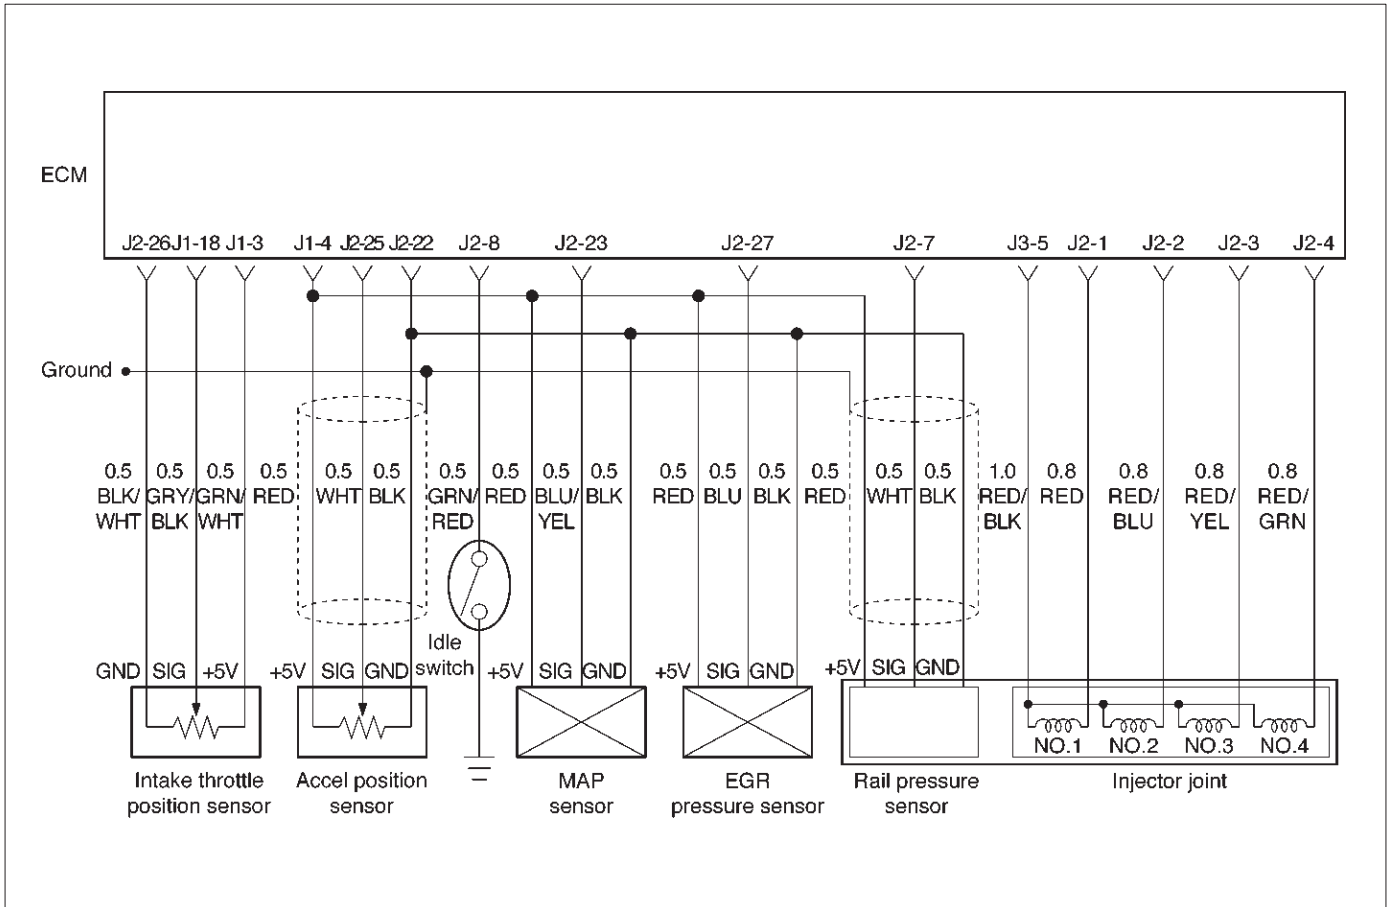 ECM
J2-26 J1-18 J1-3 J1-4 J2-25 J2-22 J2-8 J2-23 J2-27 J2-7 J3-5 J2-1 J2-2 J2-3 J2-4
Ground
0.5 0.5 0.5 0.5 0.5 0.5 0.5 0.5 0.5 0.5 0.5 0.5 0.5 0.5 0.5 0.5 1.0 0.8 0.8 0.8 0.8
BLK/ GRY/ GRN/ RED WHT BLK GRN/ RED BLU/ BLK RED BLU BLK RED WHT BLK RED/ RED RED/ RED/ RED/
WHT BLK WHT RED YEL BLK BLU YEL GRN
Idle
switch
GND SIG +5V +5V SIG GND +5V SIG GND +5V SIG GND +5V SIG GND
NO.1 NO.2 NO.3 NO.4
Intake throttle
position sensor
Accel position
sensor
MAP
sensor
EGR
pressure sensor
Rail pressure
sensor
Injector joint